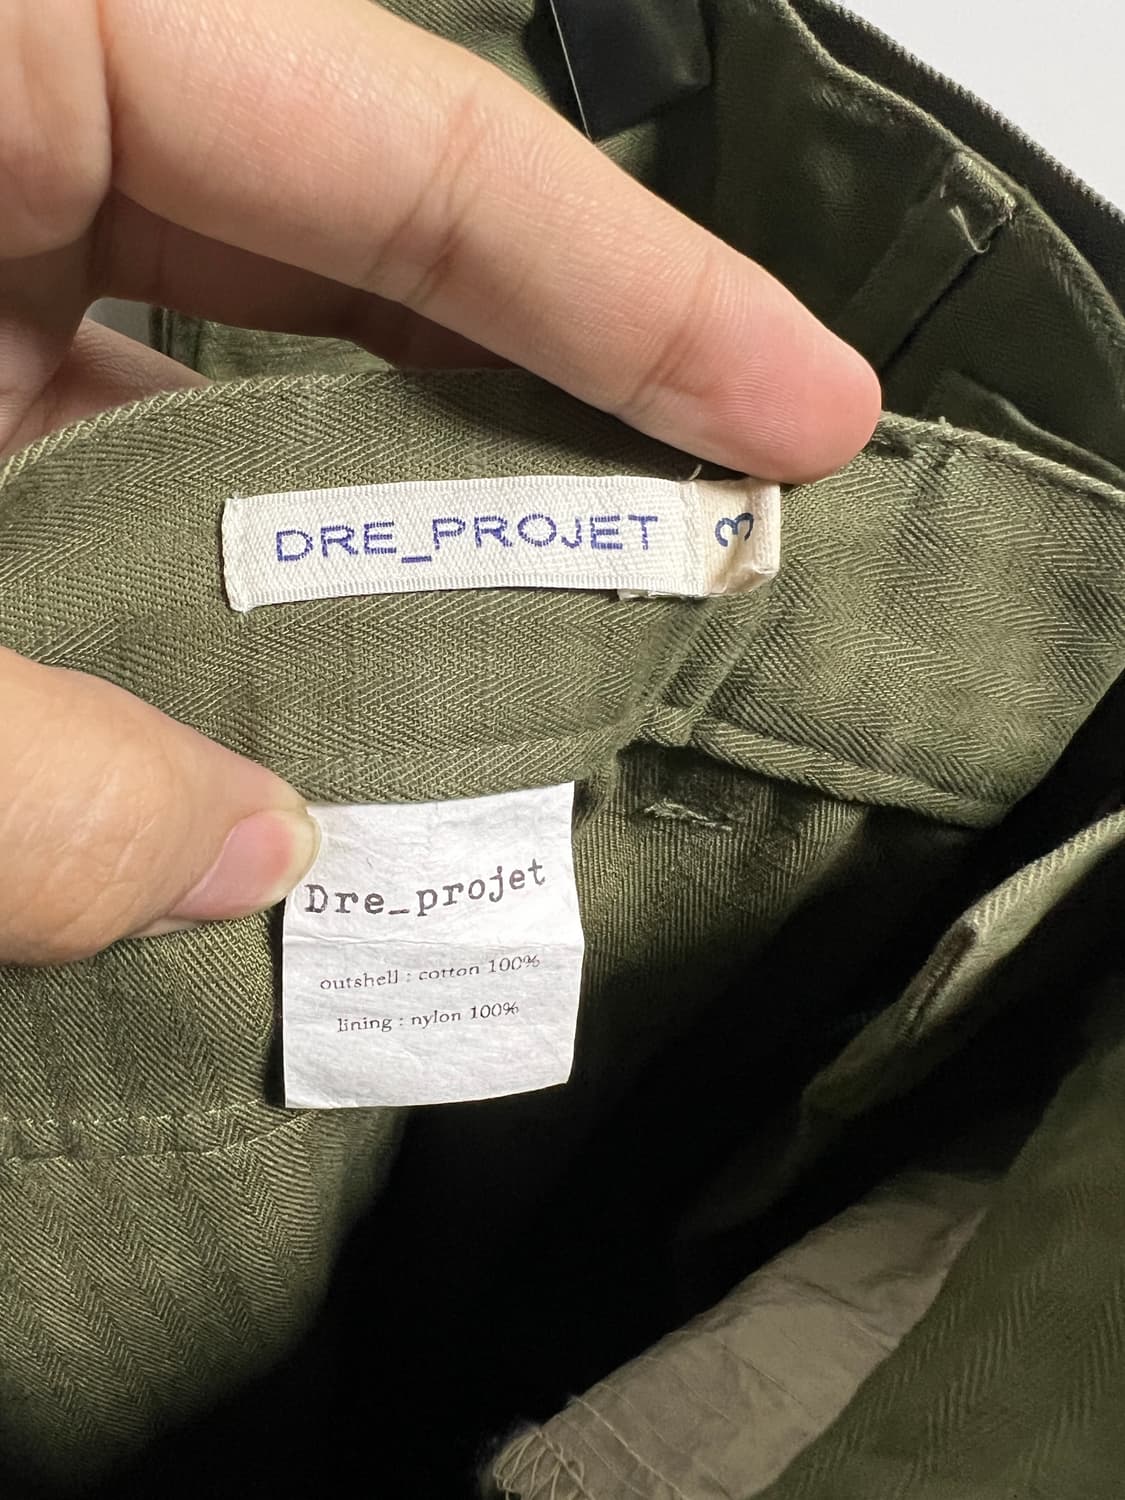 DRE_PROJET
3
Dre_projet
outshell : cotton 100%
lining : nylon 100%